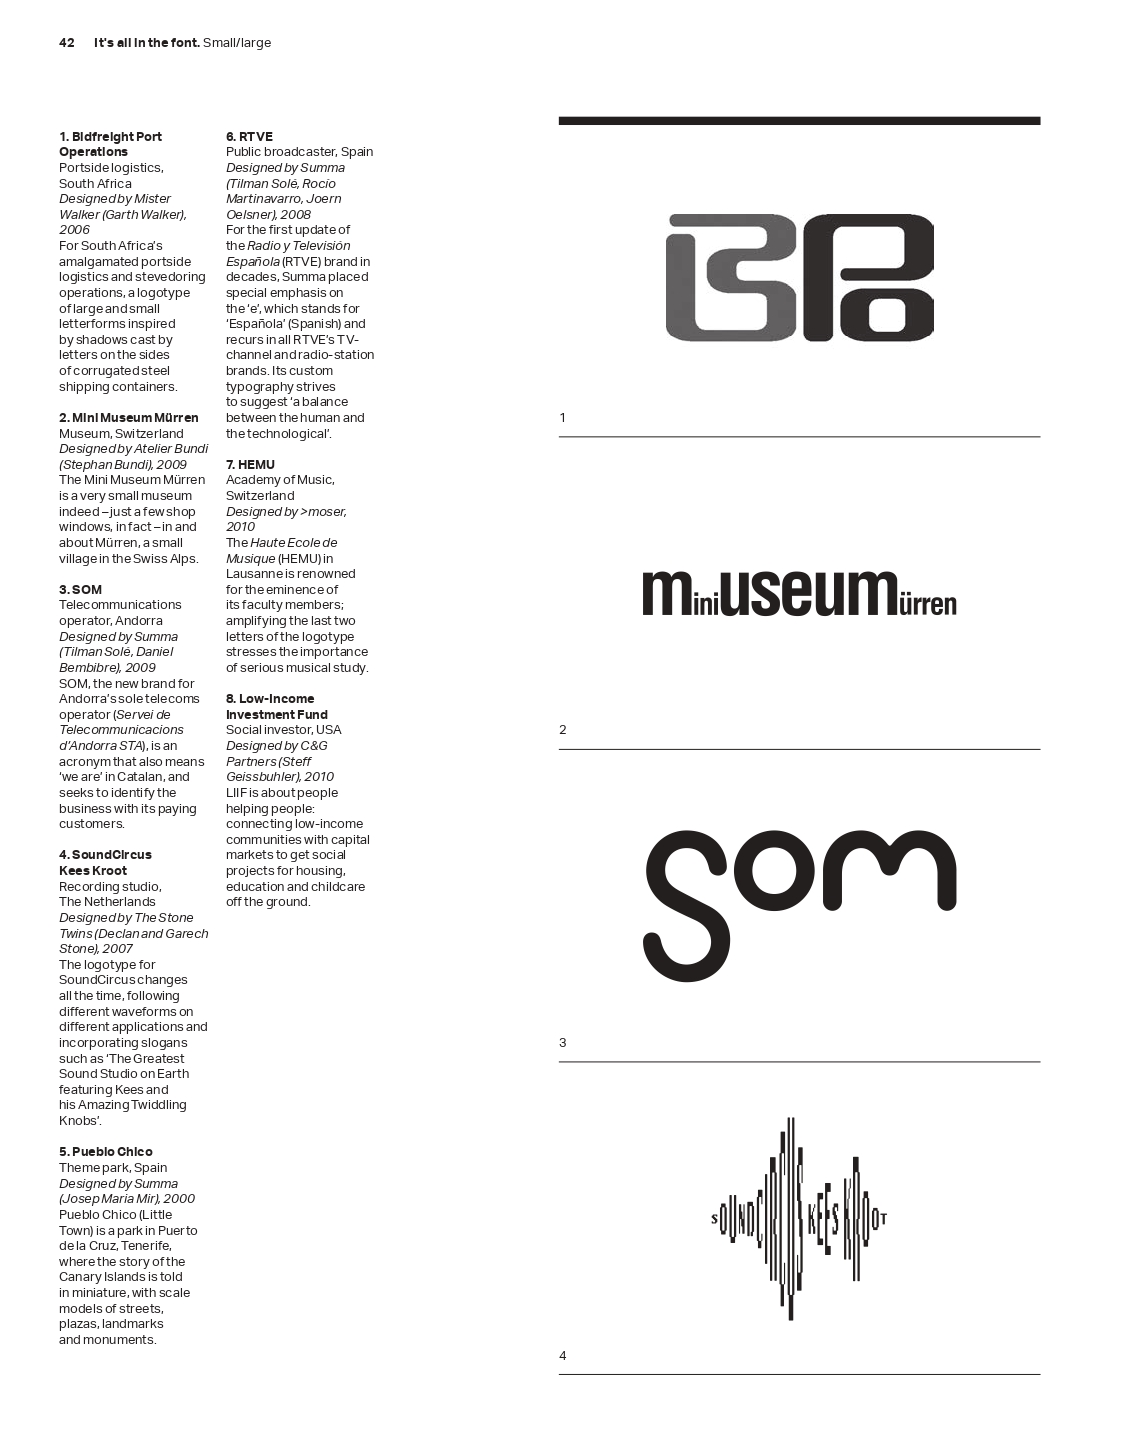 42 It's all in the font. Small/large
1. Bidfreight Port
Operations
Portside logistics,
South Africa
Designed by Mister
Walker (Garth Walker),
2006
For South Africa's
amalgamated portside
logistics and stevedoring
operations, a logotype
of large and small
letterforms inspired
by shadows cast by
letters on the sides
of corrugated steel
shipping containers.
2. Mini Museum Mürren
Museum, Switzerland
Designed by Atelier Bundi
(Stephan Bundi), 2009
The Mini Museum Mürren
is a very small museum
indeed – just a few shop
windows, in fact – in and
about Mürren, a small
village in the Swiss Alps.
3. SOM
Telecommunications
operator, Andorra
Designed by Summa
(Tilman Solé, Daniel
Bembibre), 2009
SOM, the new brand for
Andorra's sole telecoms
operator (Servei de
Telecommunicacions
d'Andorra STA), is an
acronym that also means
'we are' in Catalan, and
seeks to identify the
business with its paying
customers.
4. SoundCircus
Kees Kroot
Recording studio,
The Netherlands
Designed by The Stone
Twins (Declan and Garech
Stone), 2007
The logotype for
SoundCircus changes
all the time, following
different waveforms on
different applications and
incorporating slogans
such as 'The Greatest
Sound Studio on Earth
featuring Kees and
his Amazing Twiddling
Knobs'.
5. Pueblo Chico
Theme park, Spain
Designed by Summa
(Josep Maria Mir), 2000
Pueblo Chico (Little
Town) is a park in Puerto
de la Cruz, Tenerife,
where the story of the
Canary Islands is told
in miniature, with scale
models of streets,
plazas, landmarks
and monuments.
6. RTVE
Public broadcaster, Spain
Designed by Summa
(Tilman Solé, Rocío
Martinavarro, Joern
Oelsner), 2008
For the first update of
the Radio y Televisión
Española (RTVE) brand in
decades, Summa placed
special emphasis on
the 'e', which stands for
'Española' (Spanish) and
recurs in all RTVE's TV-
channel and radio-station
brands. Its custom
typography strives
to suggest 'a balance
between the human and
the technological'.
7. HEMU
Academy of Music,
Switzerland
Designed by >moser,
2010
The Haute Ecole de
Musique (HEMU) in
Lausanne is renowned
for the eminence of
its faculty members;
amplifying the last two
letters of the logotype
stresses the importance
of serious musical study.
8. Low-Income
Investment Fund
Social investor, USA
Designed by C&G
Partners (Steff
Geissbuhler), 2010
LIIF is about people
helping people:
connecting low-income
communities with capital
markets to get social
projects for housing,
education and childcare
off the ground.
BPO
1
miniuseumürren
2
som
3
SOUNDCIRCUS KEES KROOT
4